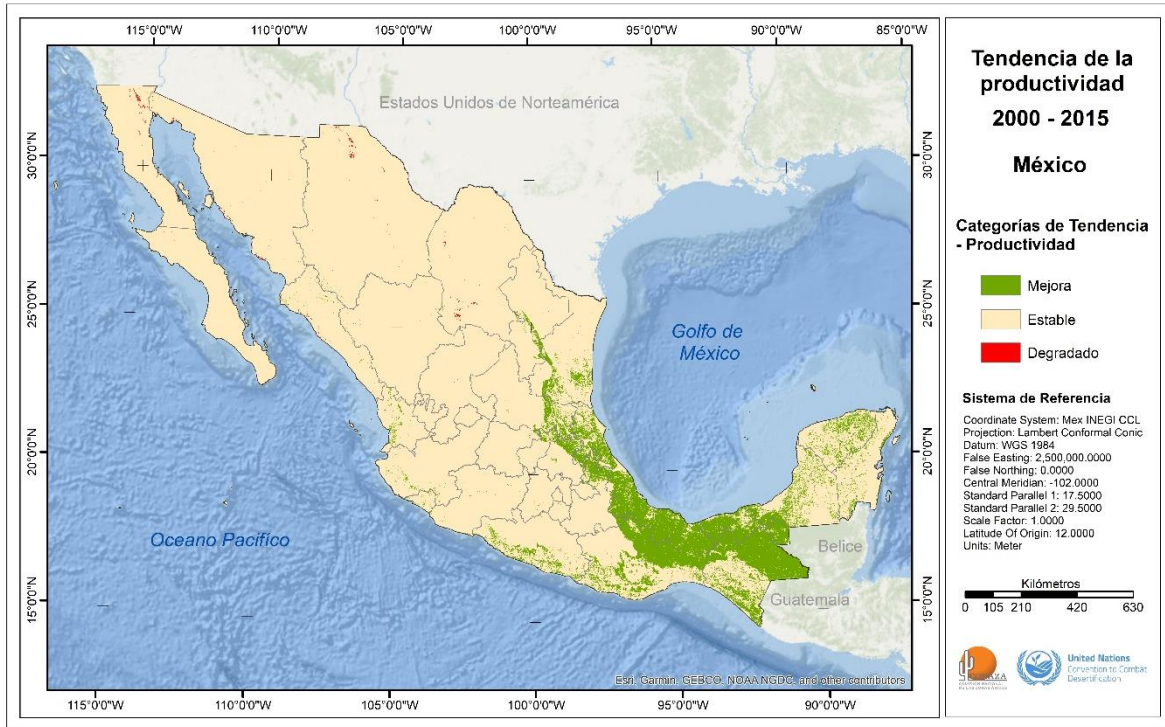 115°0'0"W
110°0'0"W
105°0'0"W
100°0'0"W
95°0'0"W
90°0'0"W
85°0'0"W
30°0'0"N
25°0'0"N
20°0'0"N
15°0'0"N
Estados Unidos de Norteamérica
Golfo de
México
Oceano Pacífico
Belice
Guatemala
Esri, Garmin, GEBCO, NOAA NGDC, and other contributors
30°0'0"N
25°0'0"N
20°0'0"N
15°0'0"N
115°0'0"W
110°0'0"W
105°0'0"W
100°0'0"W
95°0'0"W
90°0'0"W
Tendencia de la
productividad
2000 - 2015
México
Categorías de Tendencia
- Productividad
Mejora
Estable
Degradado
Sistema de Referencia
Coordinate System: Mex INEGI CCL
Projection: Lambert Conformal Conic
Datum: WGS 1984
False Easting: 2,500,000.0000
False Northing: 0.0000
Central Meridian: -102.0000
Standard Parallel 1: 17.5000
Standard Parallel 2: 29.5000
Scale Factor: 1.0000
Latitude Of Origin: 12.0000
Units: Meter
Kilómetros
0 105 210 420 630
United Nations
Convention to Combat
Desertification